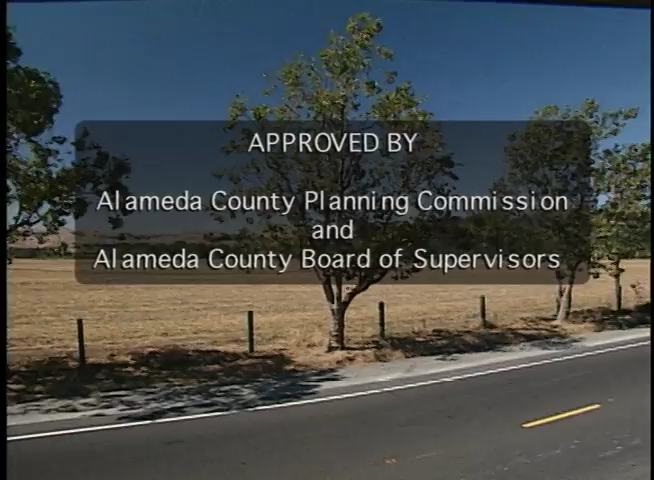 APPROVED BY
Alameda County Planning Commission
and
Alameda County Board of Supervisors